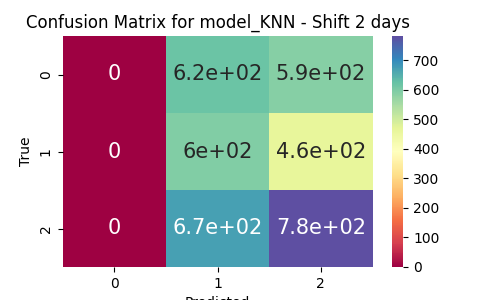 Confusion Matrix for model_KNN - Shift 2 days
0 0 6.2e+02 5.9e+02
True 1 0 6e+02 4.6e+02
2 0 6.7e+02 7.8e+02
0 1 2
Predicted
700
600
500
400
300
200
100
0